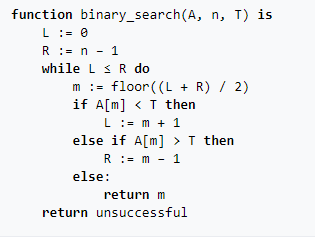 function binary_search(A, n, T) is
    L := 0
    R := n − 1
    while L ≤ R do
        m := floor((L + R) / 2)
        if A[m] < T then
            L := m + 1
        else if A[m] > T then
            R := m − 1
        else:
            return m
    return unsuccessful